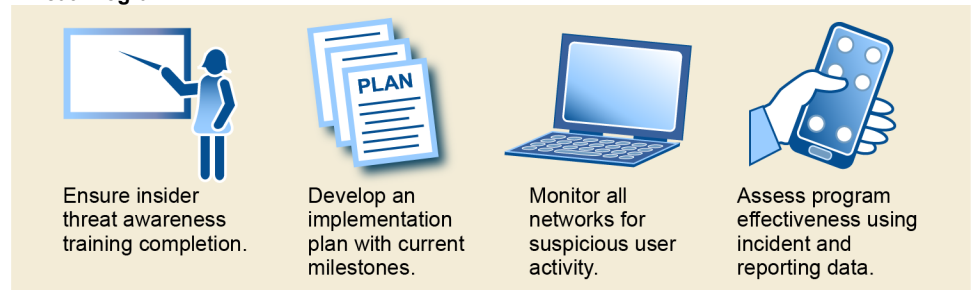 PLAN
Ensure insider
threat awareness
training completion.
Develop an
implementation
plan with current
milestones.
Monitor all
networks for
suspicious user
activity.
Assess program
effectiveness using
incident and
reporting data.